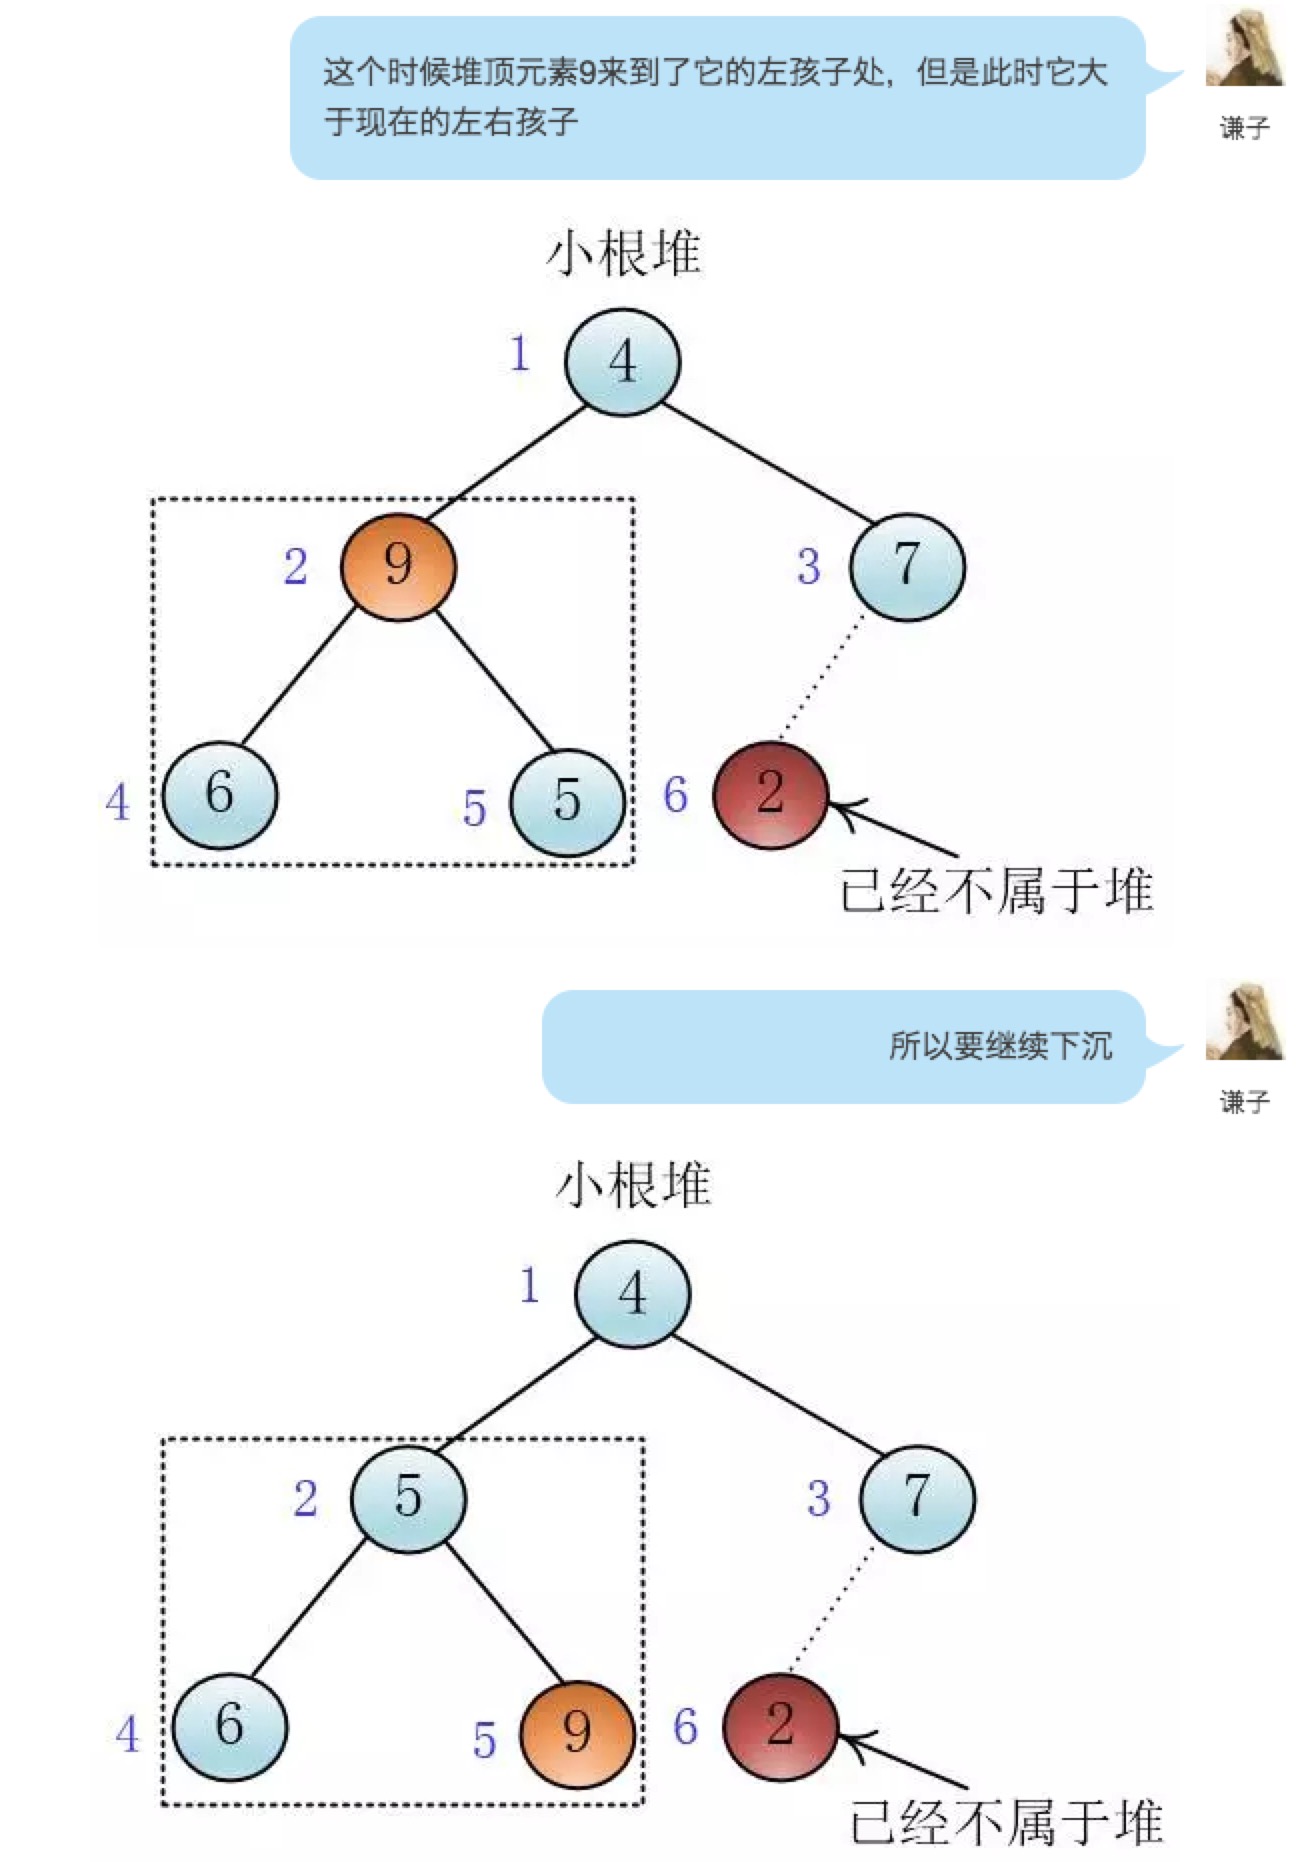 这个时候堆顶元素9来到了它的左孩子处，但是此时它大
于现在的左右孩子
谦子
小根堆
1 4
2 9 3 7
4 6 5 5 6 2
已经不属于堆
所以要继续下沉
谦子
小根堆
1 4
2 5 3 7
4 6 5 9 6 2
已经不属于堆